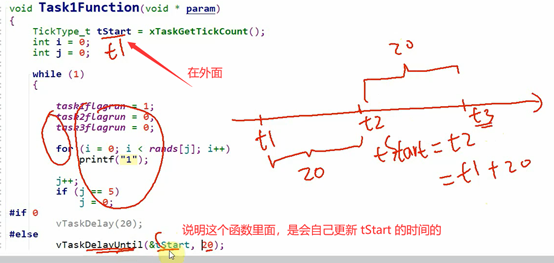 void Task1Function(void * param)
{
TickType_t tStart = xTaskGetTickCount();
int i = 0;
int j = 0;
t1
在外面
while (1)
{
task1flagrun = 1;
task2flagrun = 0;
task3flagrun = 0;
for (i = 0; i < rands[j]; i++)
printf("1");
j++;
if (j == 5)
j = 0;
20
t1 t2 t3
20
tStart = t2
= t1 + 20
#if 0
vTaskDelay(20);
#else
说明这个函数里面，是会自己更新 tStart 的时间的
vTaskDelayUntil(&tStart, 20);